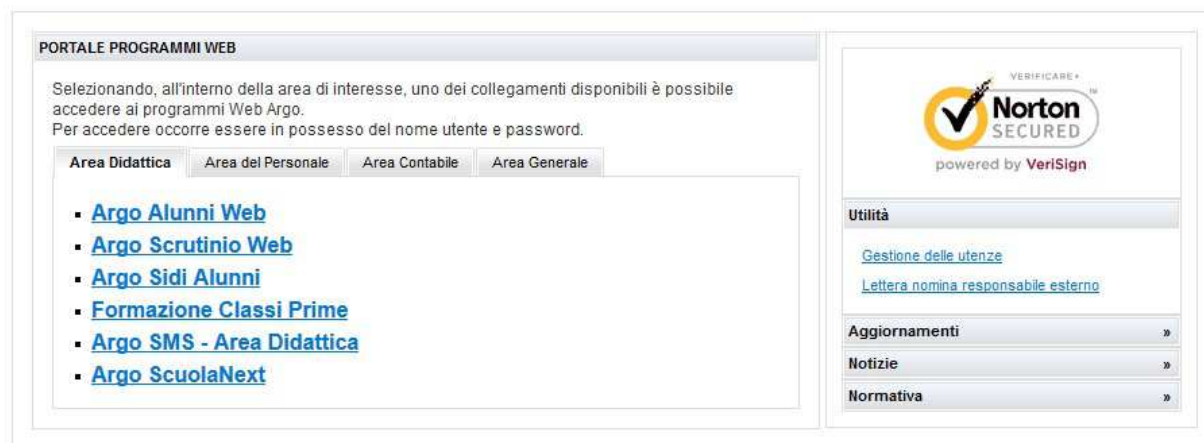 PORTALE PROGRAMMI WEB
Selezionando, all'interno della area di interesse, uno dei collegamenti disponibili è possibile
accedere ai programmi Web Argo.
Per accedere occorre essere in possesso del nome utente e password.
Area Didattica Area del Personale Area Contabile Area Generale
Argo Alunni Web
Argo Scrutinio Web
Argo Sidi Alunni
Formazione Classi Prime
Argo SMS - Area Didattica
Argo ScuolaNext
VERIFICARE▸
Norton™
SECURED
powered by VeriSign
Utilità
Gestione delle utenze
Lettera nomina responsabile esterno
Aggiornamenti »
Notizie »
Normativa »